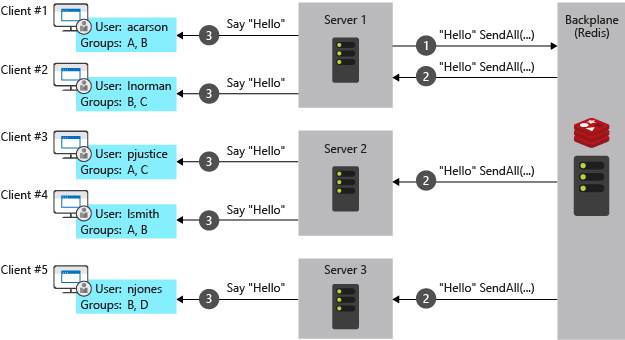 Client #1
User: acarson
Groups: A, B
3
Say "Hello"
Server 1
1
"Hello" SendAll(...)
Backplane
(Redis)
Client #2
User: lnorman
Groups: B, C
3
Say "Hello"
2
"Hello" SendAll(...)
Client #3
User: pjustice
Groups: A, C
3
Say "Hello"
Server 2
2
"Hello" SendAll(...)
Client #4
User: lsmith
Groups: A, B
3
Say "Hello"
Client #5
User: njones
Groups: B, D
3
Say "Hello"
Server 3
2
"Hello" SendAll(...)